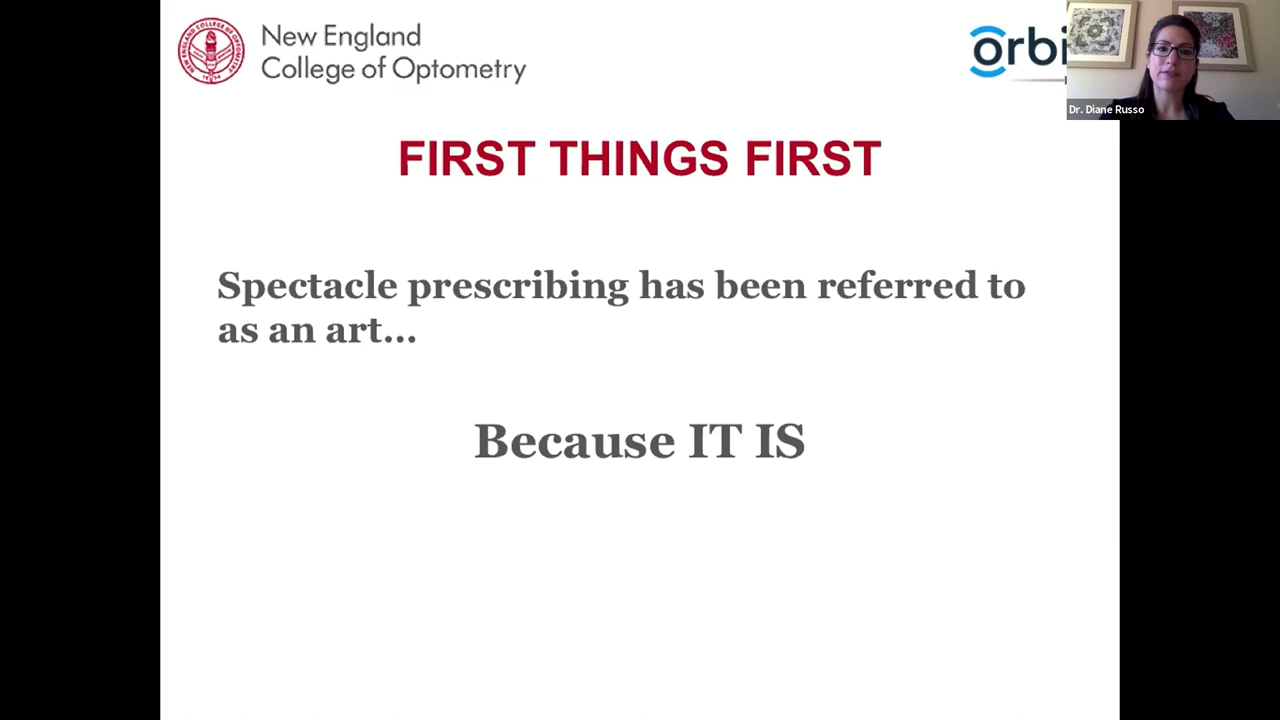 New England
College of Optometry
Dr. Diane Russo
FIRST THINGS FIRST
Spectacle prescribing has been referred to
as an art...
Because IT IS